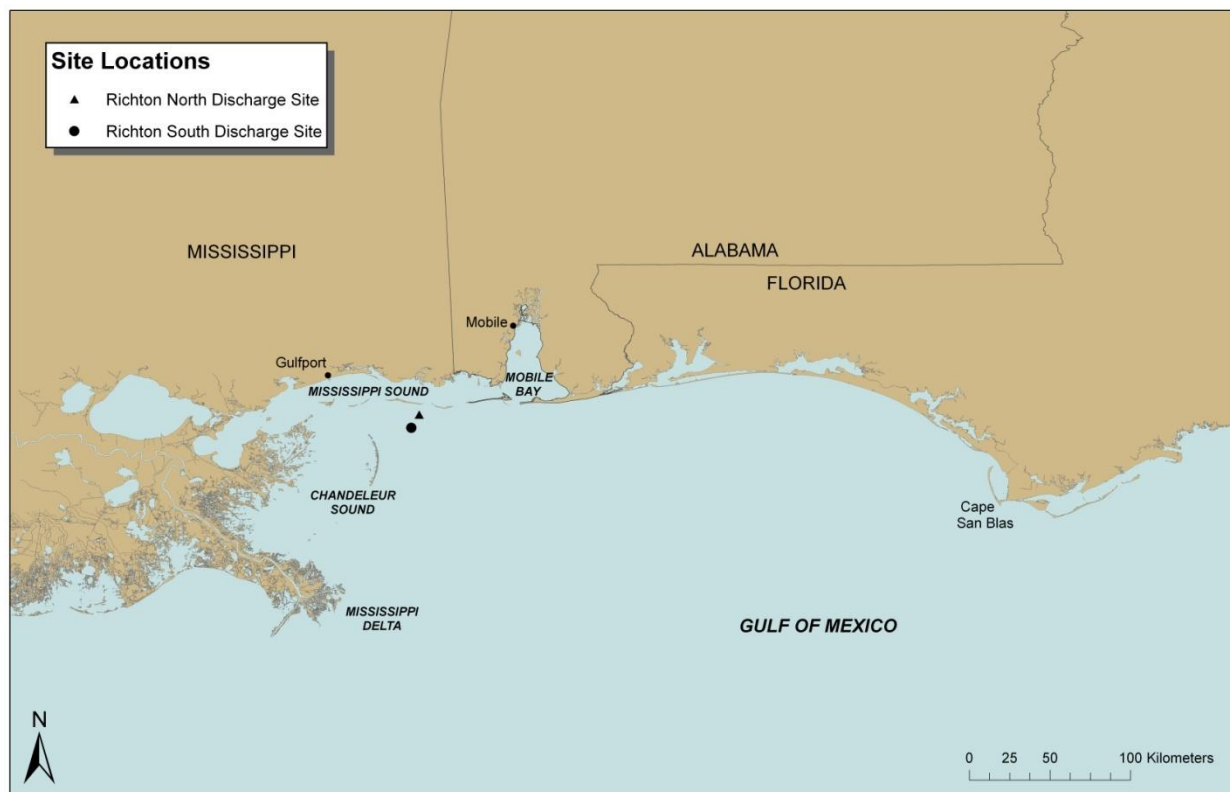 Site Locations
Richton North Discharge Site
Richton South Discharge Site
MISSISSIPPI
ALABAMA
FLORIDA
Mobile
Gulfport
MISSISSIPPI SOUND
MOBILE
BAY
CHANDELEUR
SOUND
Cape
San Blas
MISSISSIPPI
DELTA
GULF OF MEXICO
N
0 25 50 100 Kilometers